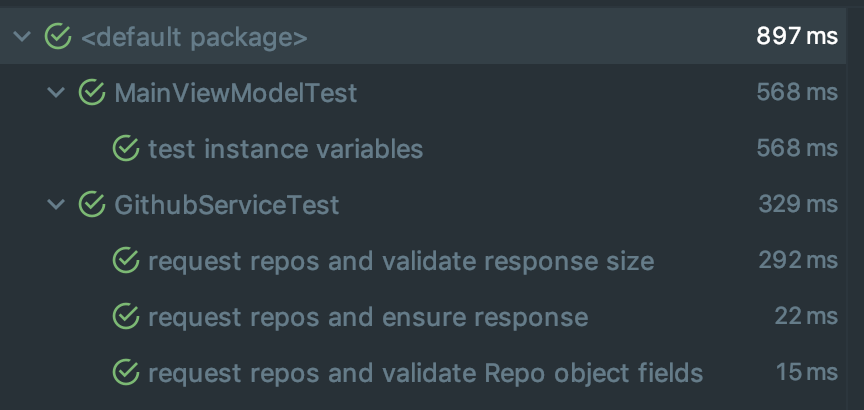 <default package> 897 ms
MainViewModelTest 568 ms
test instance variables 568 ms
GithubServiceTest 329 ms
request repos and validate response size 292 ms
request repos and ensure response 22 ms
request repos and validate Repo object fields 15 ms